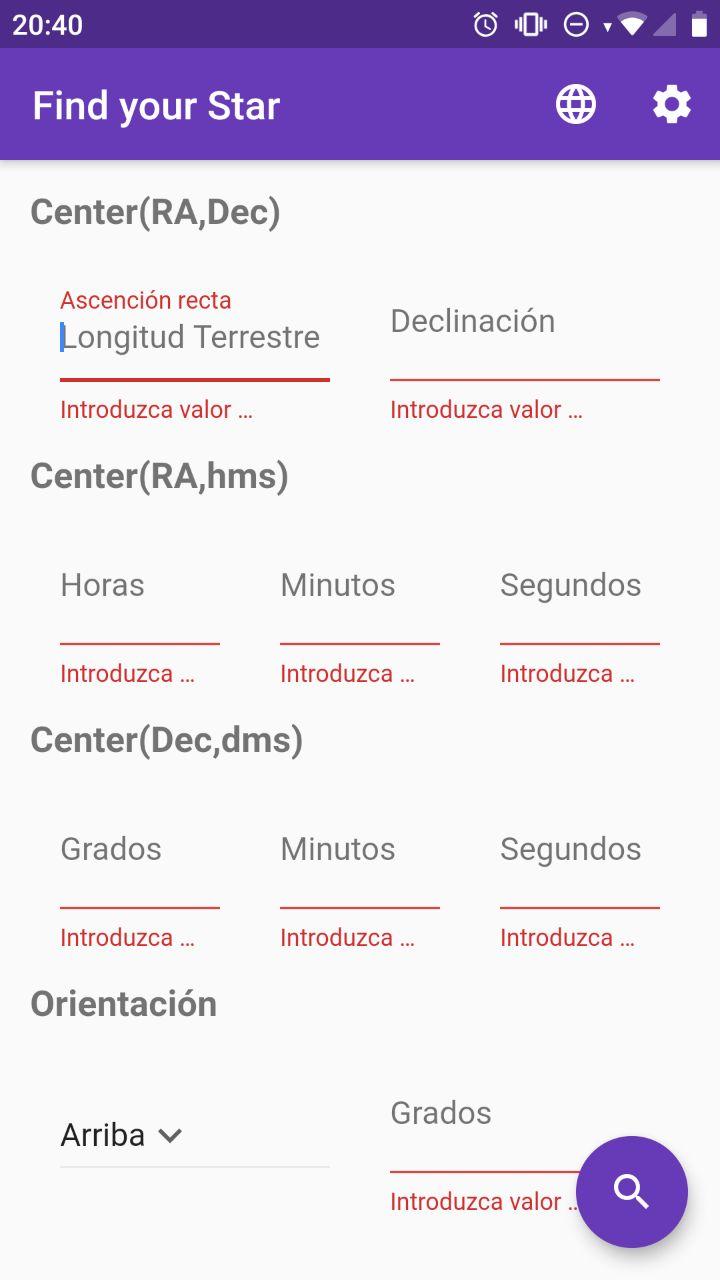 20:40
Find your Star
Center(RA,Dec)
Ascención recta
Longitud Terrestre
Declinación
Introduzca valor ...
Introduzca valor ...
Center(RA,hms)
Horas Minutos Segundos
Introduzca ... Introduzca ... Introduzca ...
Center(Dec,dms)
Grados Minutos Segundos
Introduzca ... Introduzca ... Introduzca ...
Orientación
Arriba
Grados
Introduzca valor ..